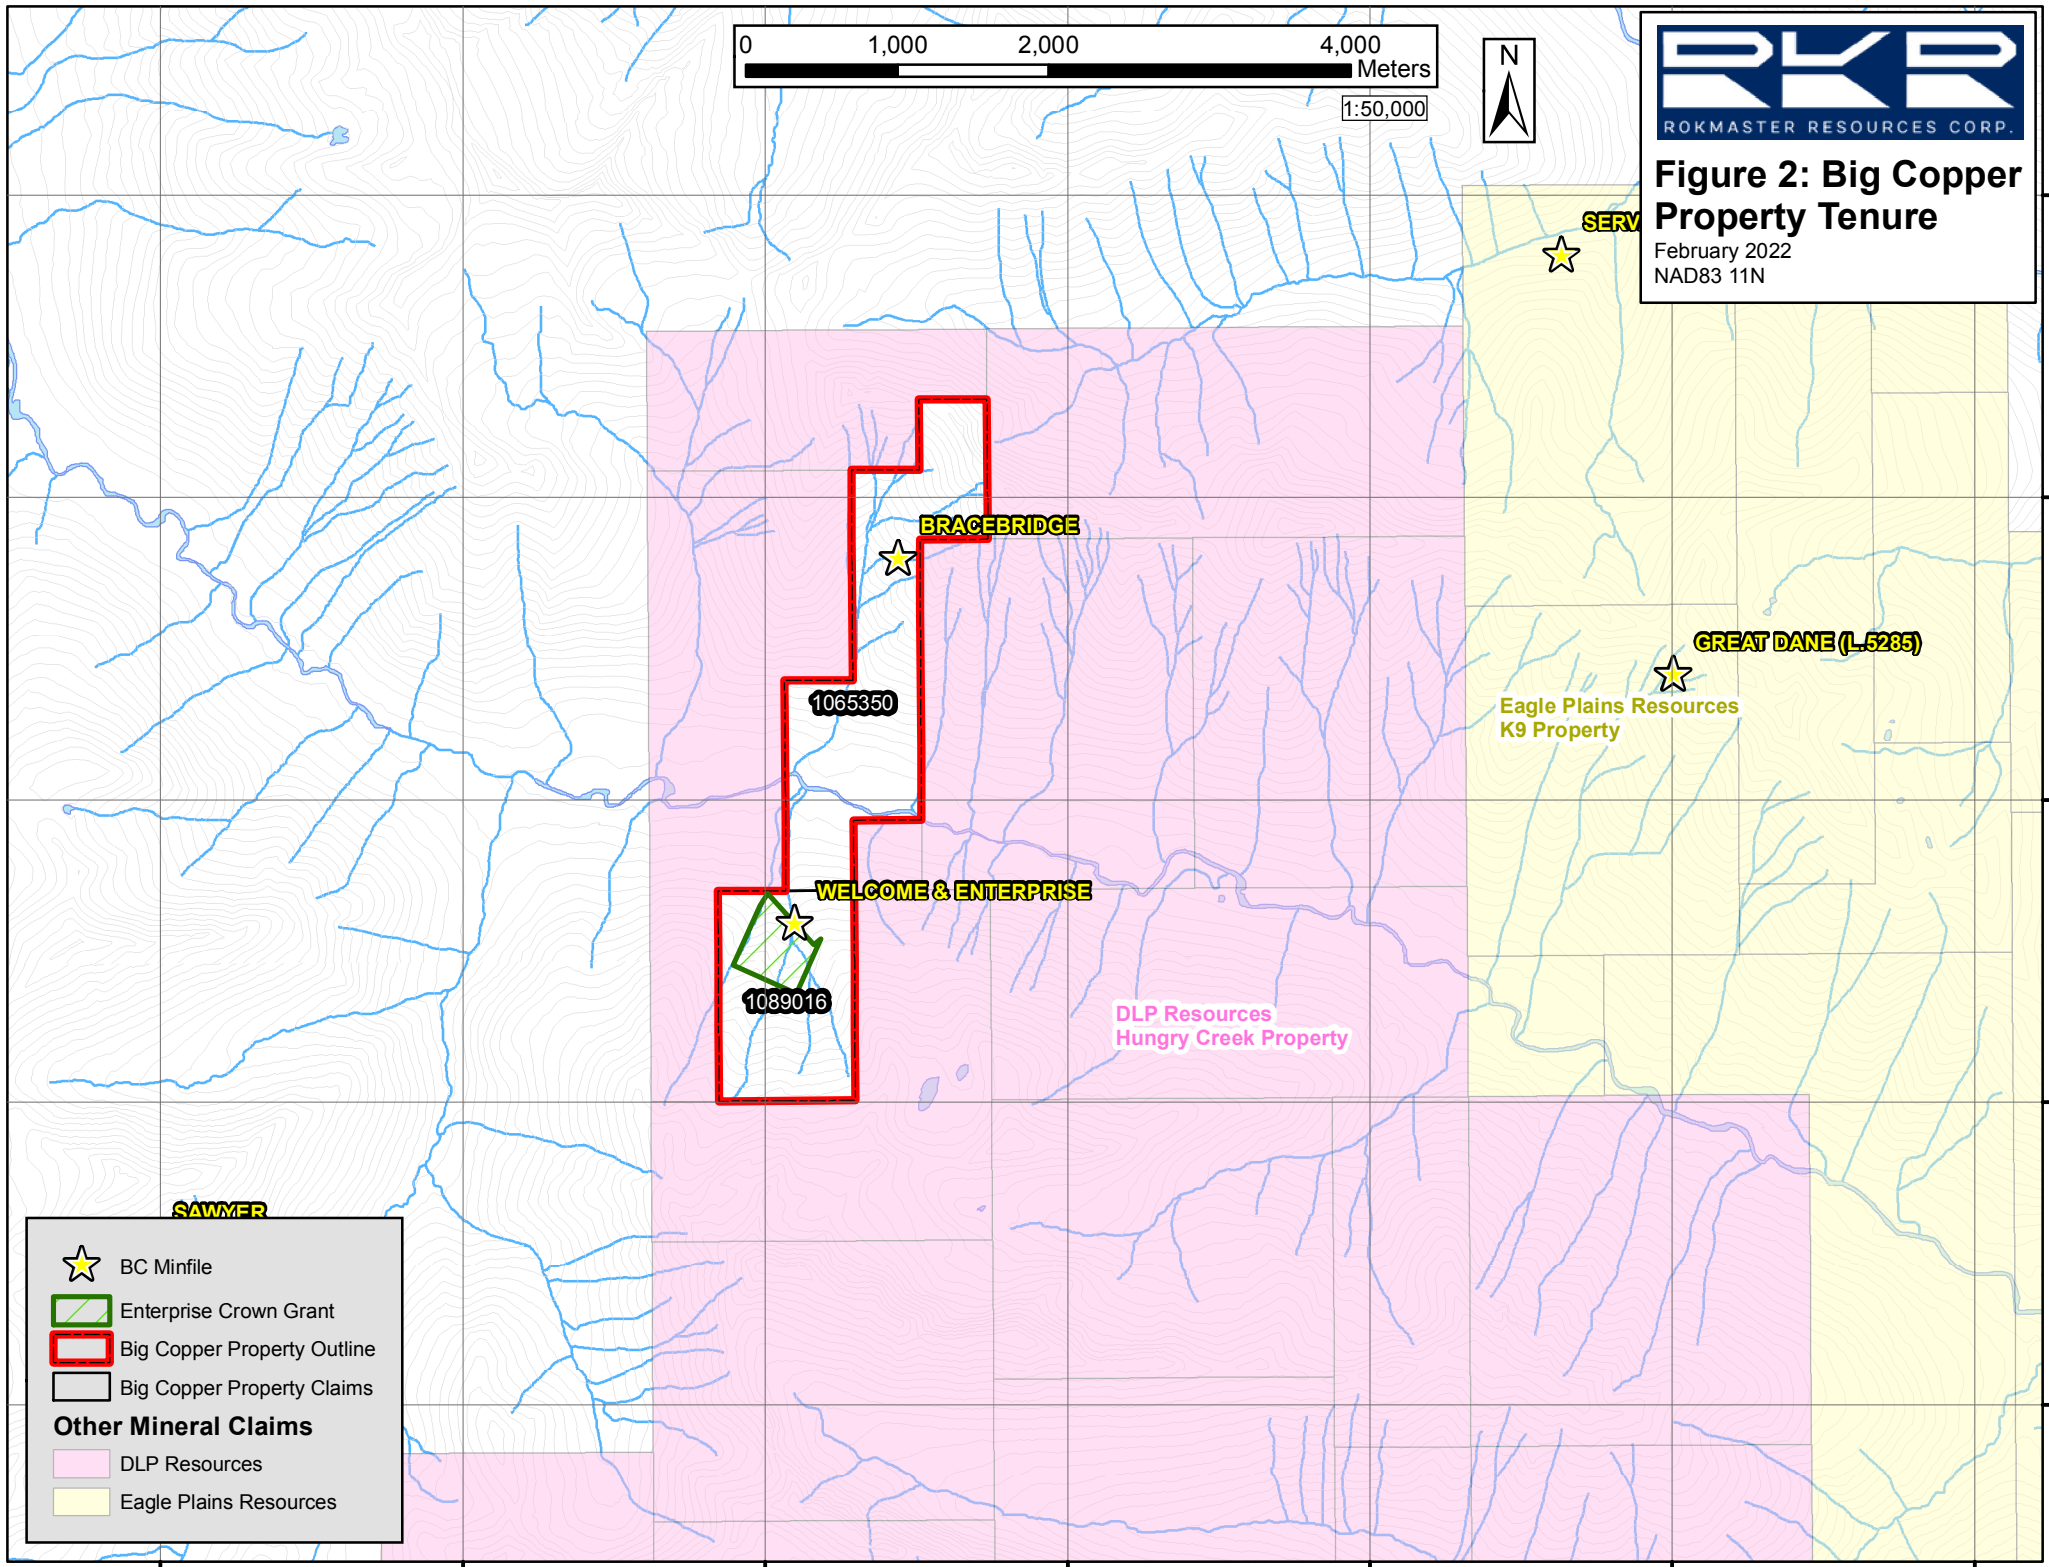 0 1,000 2,000 4,000
Meters
1:50,000
N
RKR
ROKMASTER RESOURCES CORP.
Figure 2: Big Copper
Property Tenure
February 2022
NAD83 11N
SERV
BRACEBRIDGE
GREAT DANE (L.5285)
Eagle Plains Resources
K9 Property
1065350
WELCOME & ENTERPRISE
1089016
DLP Resources
Hungry Creek Property
SAWYER
BC Minfile
Enterprise Crown Grant
Big Copper Property Outline
Big Copper Property Claims
Other Mineral Claims
DLP Resources
Eagle Plains Resources